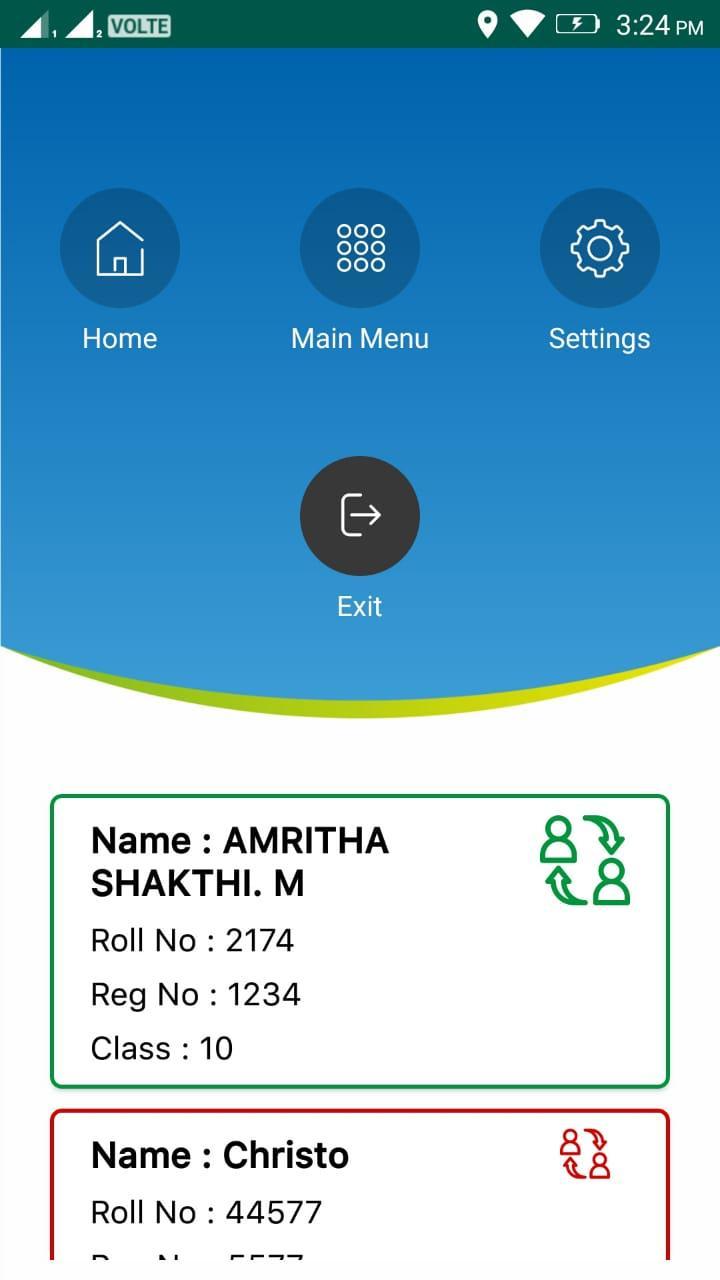 1 2 VOLTE 3:24 PM
Home Main Menu Settings
Exit
Name : AMRITHA
SHAKTHI. M
Roll No : 2174
Reg No : 1234
Class : 10
Name : Christo
Roll No : 44577